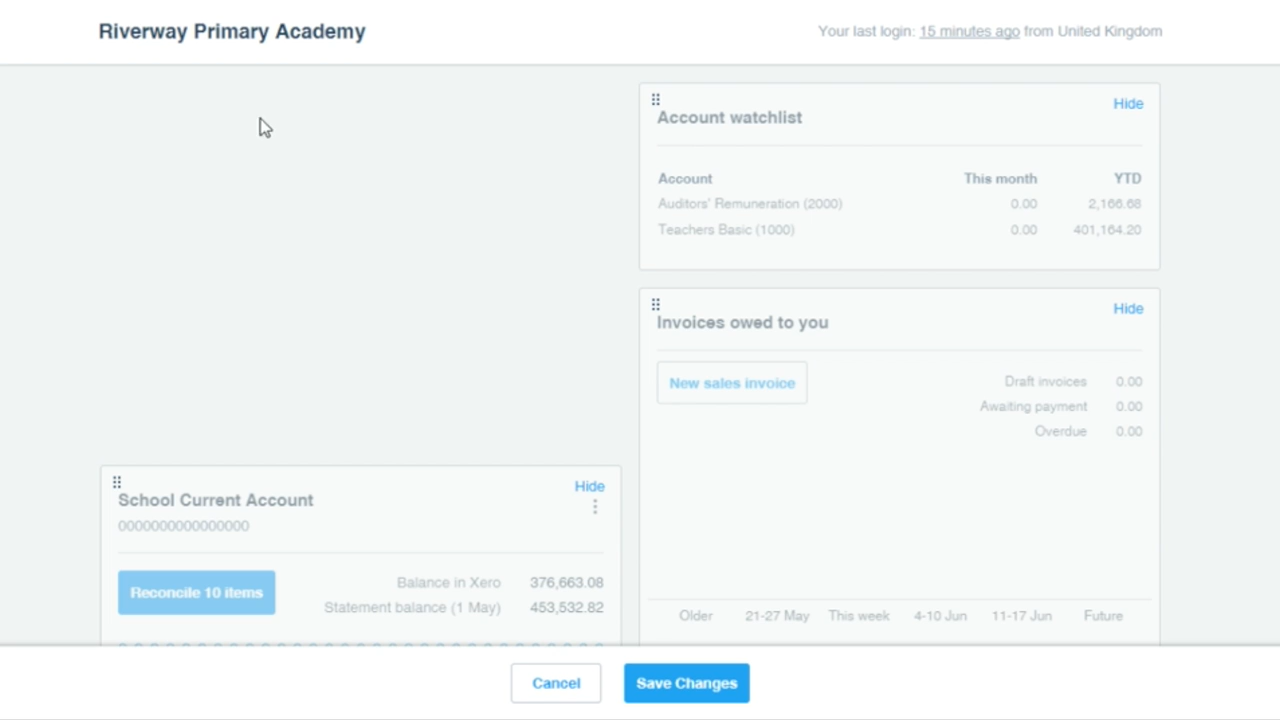 Riverway Primary Academy
Your last login: 15 minutes ago from United Kingdom
Hide
Account watchlist
Account This month YTD
Auditors' Remuneration (2000) 0.00 2,166.68
Teachers Basic (1000) 0.00 401,164.20
Hide
Invoices owed to you
New sales invoice
Draft invoices 0.00
Awaiting payment 0.00
Overdue 0.00
Older 21-27 May This week 4-10 Jun 11-17 Jun Future
Hide
School Current Account
0000000000000000
Reconcile 10 items
Balance in Xero 376,663.08
Statement balance (1 May) 453,532.82
Cancel Save Changes